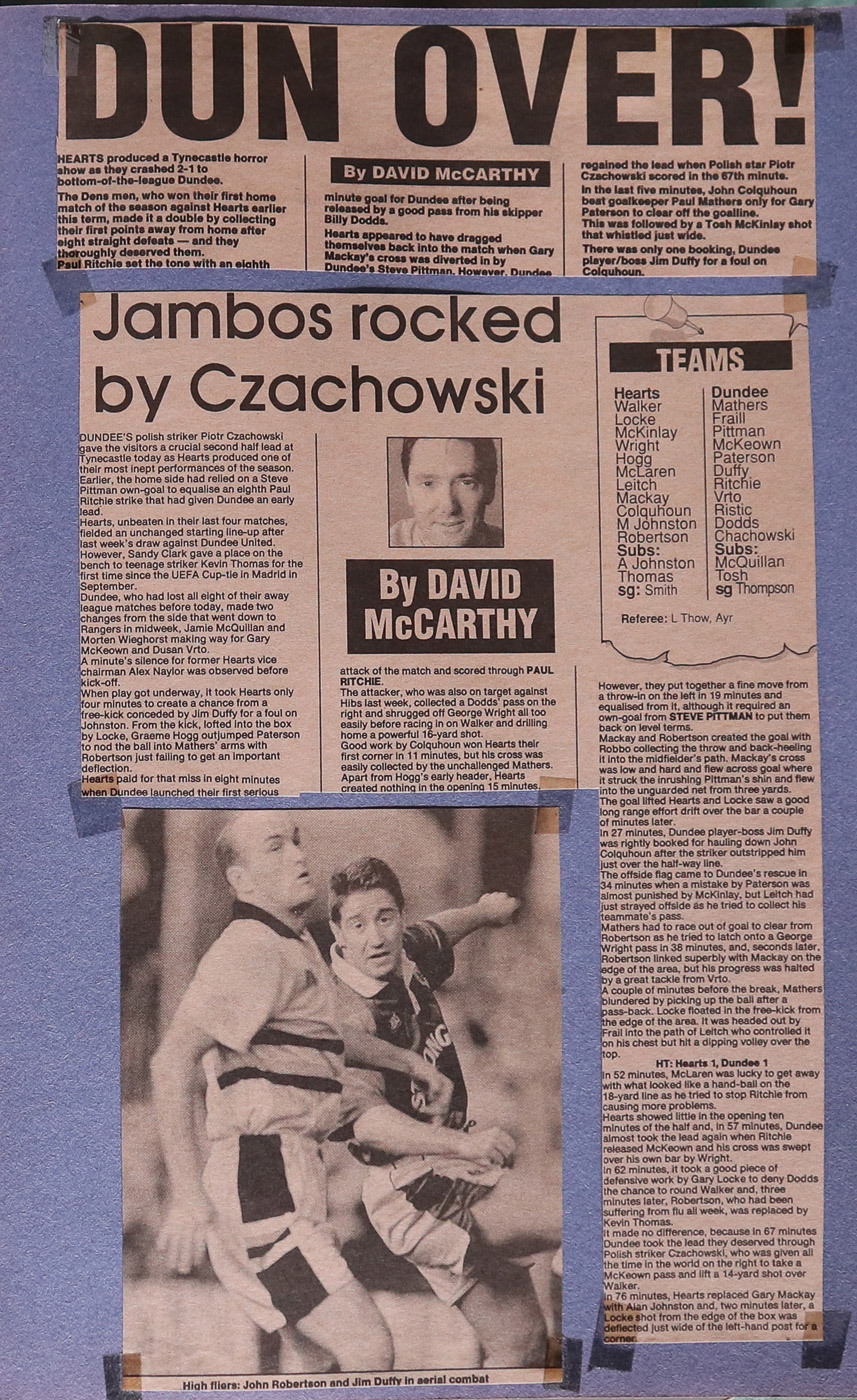 DUN OVER!
HEARTS produced a Tynecastle horror
show as they crashed 2-1 to
bottom-of-the-league Dundee.
The Dens men, who won their first home
match of the season against Hearts earlier
this term, made it a double by collecting
their first points away from home after
eight straight defeats — and they
thoroughly deserved them.
Paul Ritchie set the tone with an eighth
By DAVID McCARTHY
minute goal for Dundee after being
released by a good pass from his skipper
Billy Dodds.
Hearts appeared to have dragged
themselves back into the match when Gary
Mackay's cross was diverted in by
Dundee's Steve Pittman. However, Dundee
regained the lead when Polish star Piotr
Czachowski scored in the 67th minute.
In the last five minutes, John Colquhoun
beat goalkeeper Paul Mathers only for Gary
Paterson to clear off the goalline.
This was followed by a Tosh McKinlay shot
that whistled just wide.
There was only one booking, Dundee
player/boss Jim Duffy for a foul on
Colquhoun.
Jambos rocked
by Czachowski
DUNDEE'S polish striker Piotr Czachowski
gave the visitors a crucial second half lead at
Tynecastle today as Hearts produced one of
their most inept performances of the season.
Earlier, the home side had relied on a Steve
Pittman own-goal to equalise an eighth Paul
Ritchie strike that had given Dundee an early
lead.
Hearts, unbeaten in their last four matches,
fielded an unchanged starting line-up after
last week's draw against Dundee United.
However, Sandy Clark gave a place on the
bench to teenage striker Kevin Thomas for the
first time since the UEFA Cup-tie in Madrid in
September.
Dundee, who had lost all eight of their away
league matches before today, made two
changes from the side that went down to
Rangers in midweek, Jamie McQuillan and
Morten Wieghorst making way for Gary
McKeown and Dusan Vrto.
A minute's silence for former Hearts vice
chairman Alex Naylor was observed before
kick-off.
When play got underway, it took Hearts only
four minutes to create a chance from a
free-kick conceded by Jim Duffy for a foul on
Johnston. From the kick, lofted into the box
by Locke, Graeme Hogg outjumped Paterson
to nod the ball into Mathers' arms with
Robertson just failing to get an important
deflection.
Hearts paid for that miss in eight minutes
when Dundee launched their first serious
By DAVID
McCARTHY
attack of the match and scored through PAUL
RITCHIE.
The attacker, who was also on target against
Hibs last week, collected a Dodds' pass on the
right and shrugged off George Wright all too
easily before racing in on Walker and drilling
home a powerful 16-yard shot.
Good work by Colquhoun won Hearts their
first corner in 11 minutes, but his cross was
easily collected by the unchallenged Mathers.
Apart from Hogg's early header, Hearts
created nothing in the opening 15 minutes.
TEAMS
Hearts
Walker
Locke
McKinlay
Wright
Hogg
McLaren
Leitch
Mackay
Colquhoun
M Johnston
Robertson
Subs:
A Johnston
Thomas
sg: Smith
Dundee
Mathers
Fraill
Pittman
McKeown
Paterson
Duffy
Ritchie
Vrto
Ristic
Dodds
Chachowski
Subs:
McQuillan
Tosh
sg Thompson
Referee: L Thow, Ayr
However, they put together a fine move from
a throw-in on the left in 19 minutes and
equalised from it, although it required an
own-goal from STEVE PITTMAN to put them
back on level terms.
Mackay and Robertson created the goal with
Robbo collecting the throw and back-heeling
it into the midfielder's path. Mackay's cross
was low and hard and flew across goal where
it struck the inrushing Pittman's shin and flew
into the unguarded net from three yards.
The goal lifted Hearts and Locke saw a good
long range effort drift over the bar a couple
of minutes later.
In 27 minutes, Dundee player-boss Jim Duffy
was rightly booked for hauling down John
Colquhoun after the striker outstripped him
just over the half-way line.
The offside flag came to Dundee's rescue in
34 minutes when a mistake by Paterson was
almost punished by McKinlay, but Leitch had
just strayed offside as he tried to collect his
teammate's pass.
Mathers had to race out of goal to clear from
Robertson as he tried to latch onto a George
Wright pass in 38 minutes, and, seconds later,
Robertson linked superbly with Mackay on the
edge of the area, but his progress was halted
by a great tackle from Vrto.
A couple of minutes before the break, Mathers
blundered by picking up the ball after a
pass-back. Locke floated in the free-kick from
the edge of the area. It was headed out by
Frail into the path of Leitch who controlled it
on his chest but hit a dipping volley over the
top.
HT: Hearts 1, Dundee 1
In 52 minutes, McLaren was lucky to get away
with what looked like a hand-ball on the
18-yard line as he tried to stop Ritchie from
causing more problems.
Hearts showed little in the opening ten
minutes of the half and, in 57 minutes, Dundee
almost took the lead again when Ritchie
released McKeown and his cross was swept
over his own bar by Wright.
In 62 minutes, it took a good piece of
defensive work by Gary Locke to deny Dodds
the chance to round Walker and, three
minutes later, Robertson, who had been
suffering from flu all week, was replaced by
Kevin Thomas.
It made no difference, because in 67 minutes
Dundee took the lead they deserved through
Polish striker Czachowski, who was given all
the time in the world on the right to take a
McKeown pass and lift a 14-yard shot over
Walker.
In 76 minutes, Hearts replaced Gary Mackay
with Alan Johnston and, two minutes later, a
Locke shot from the edge of the box was
deflected just wide of the left-hand post for a
corner.
High fliers: John Robertson and Jim Duffy in aerial combat